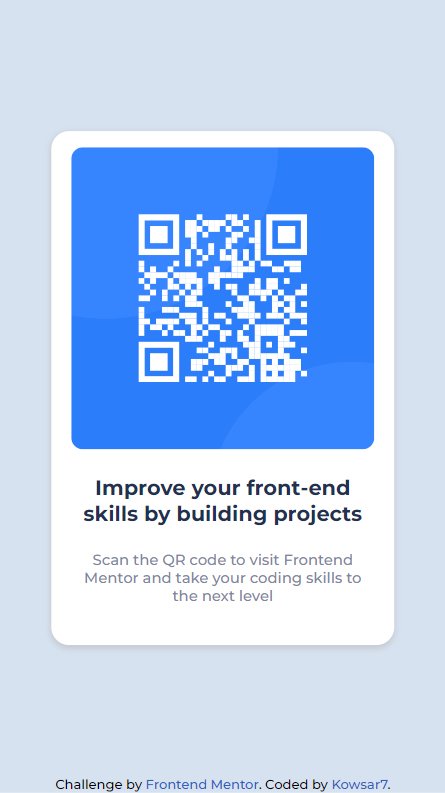 Improve your front-end
skills by building projects
Scan the QR code to visit Frontend
Mentor and take your coding skills to
the next level
Challenge by Frontend Mentor. Coded by Kowsar7.